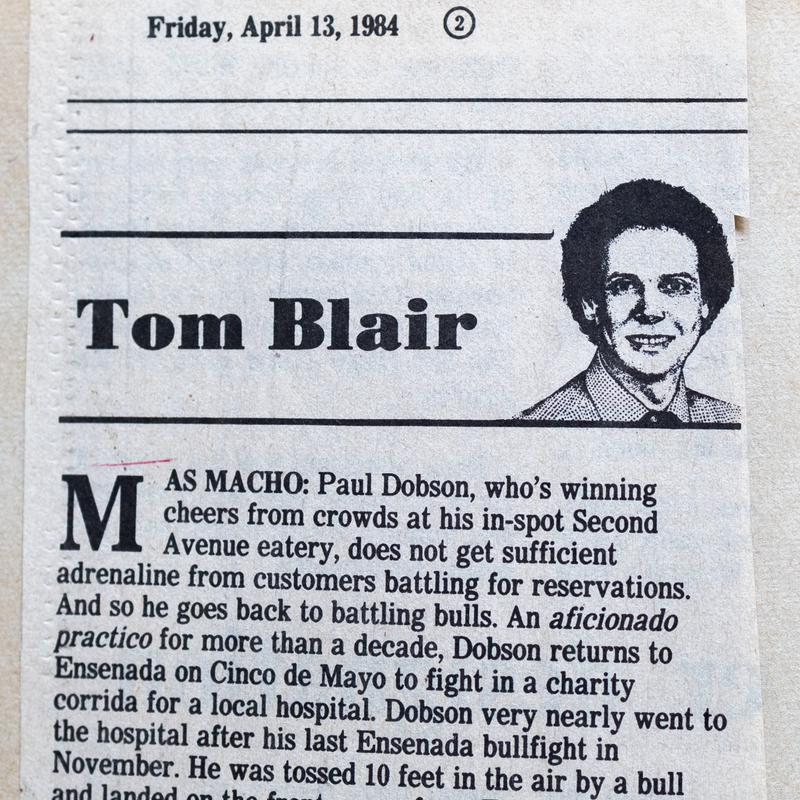 Friday, April 13, 1984 2
Tom Blair
MAS MACHO: Paul Dobson, who's winning
cheers from crowds at his in-spot Second
Avenue eatery, does not get sufficient
adrenaline from customers battling for reservations.
And so he goes back to battling bulls. An aficionado
practico for more than a decade, Dobson returns to
Ensenada on Cinco de Mayo to fight in a charity
corrida for a local hospital. Dobson very nearly went to
the hospital after his last Ensenada bullfight in
November. He was tossed 10 feet in the air by a bull
and landed on the